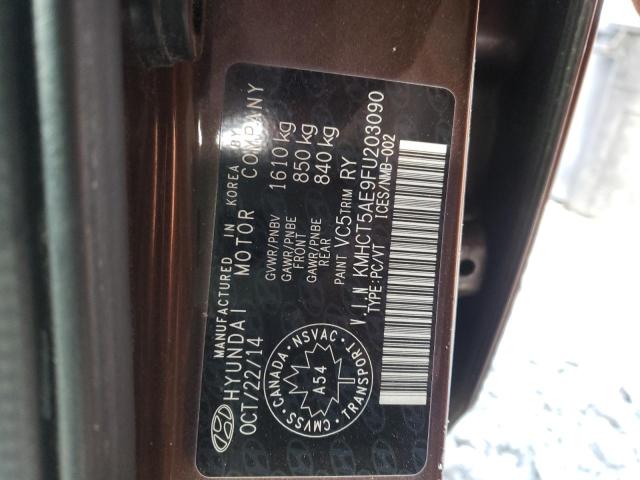 MANUFACTURED IN KOREA BY
HYUNDAI MOTOR COMPANY
OCT/22/14
GVWR/PNBV 1610 kg
GAWR/PNBE FRONT 850 kg
GAWR/PNBE REAR 840 kg
PAINT VC5 TRIM RY
V.I.N KMHCT5AE9FU203090
TYPE:PC/VT ICES/NMB-002
CANADA • NSVAC • TRANSPORT • CMVSS •
A54